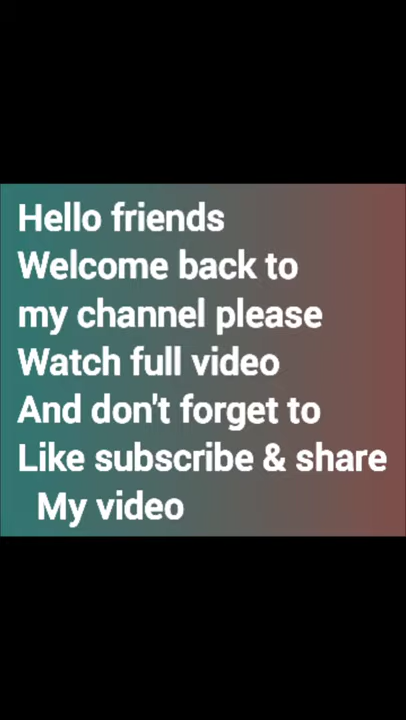 Hello friends
Welcome back to
my channel please
Watch full video
And don't forget to
Like subscribe & share
My video